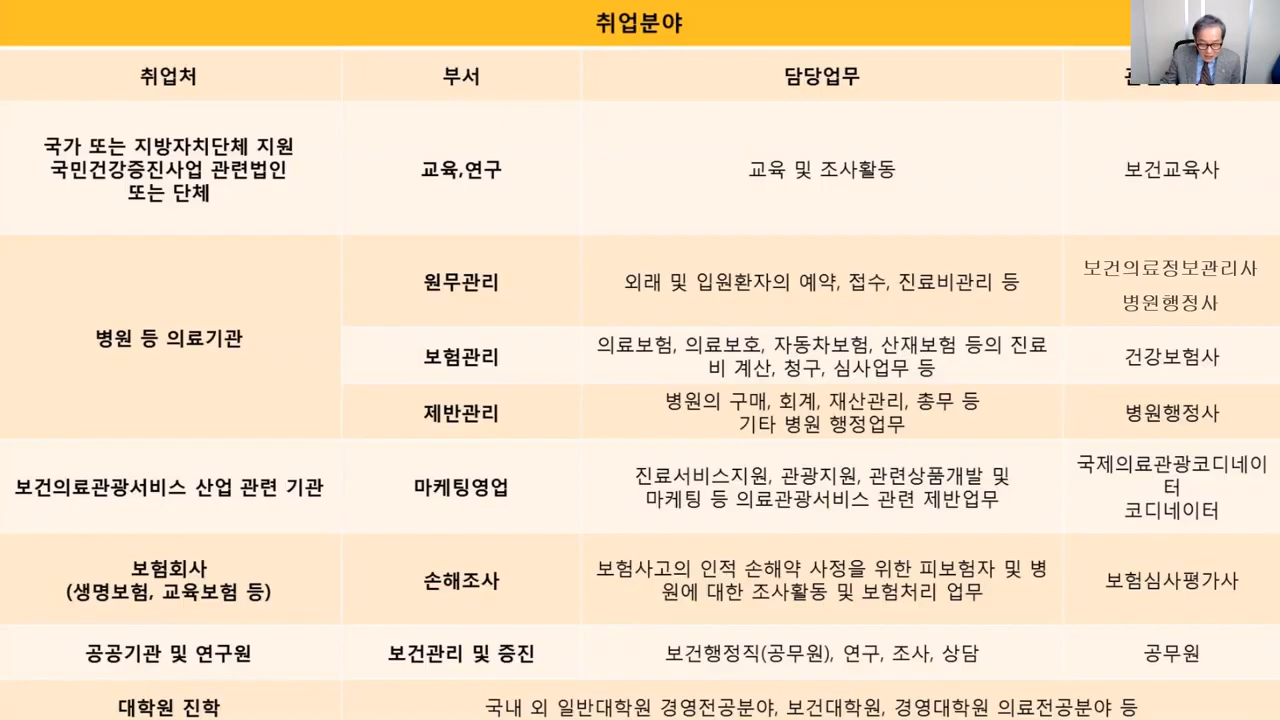 취업분야
취업처
부서
담당업무
국가 또는 지방자치단체 지원
국민건강증진사업 관련법인
또는 단체
교육,연구
교육 및 조사활동
보건교육사
병원 등 의료기관
원무관리
외래 및 입원환자의 예약, 접수, 진료비관리 등
보건의료정보관리사
병원행정사
보험관리
의료보험, 의료보호, 자동차보험, 산재보험 등의 진료
비 계산, 청구, 심사업무 등
건강보험사
제반관리
병원의 구매, 회계, 재산관리, 총무 등
기타 병원 행정업무
병원행정사
보건의료관광서비스 산업 관련 기관
마케팅영업
진료서비스지원, 관광지원, 관련상품개발 및
마케팅 등 의료관광서비스 관련 제반업무
국제의료관광코디네이
터
코디네이터
보험회사
(생명보험, 교육보험 등)
손해조사
보험사고의 인적 손해약 사정을 위한 피보험자 및 병
원에 대한 조사활동 및 보험처리 업무
보험심사평가사
공공기관 및 연구원
보건관리 및 증진
보건행정직(공무원), 연구, 조사, 상담
공무원
대학원 진학
국내 외 일반대학원 경영전공분야, 보건대학원, 경영대학원 의료전공분야 등